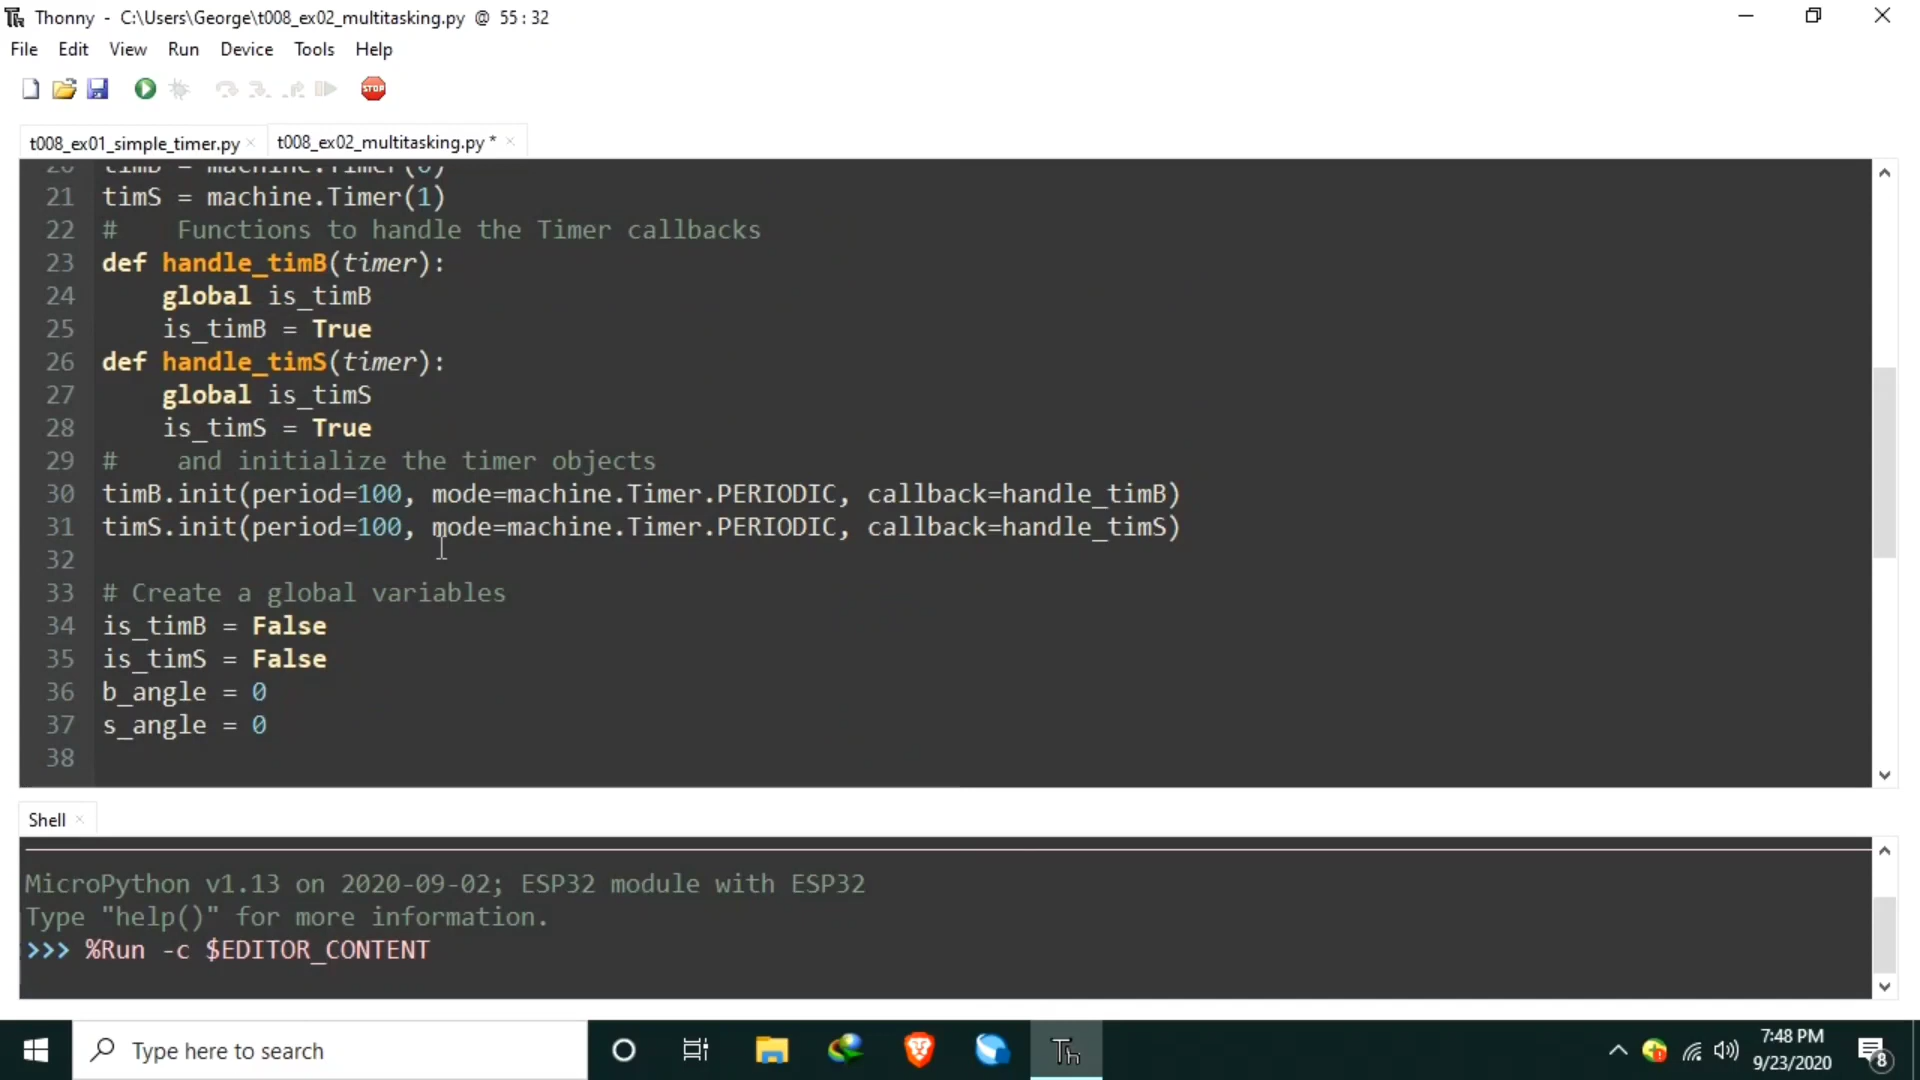 Thonny - C:\Users\George\t008_ex02_multitasking.py @ 55:32
File Edit View Run Device Tools Help
STOP
t008_ex01_simple_timer.py × t008_ex02_multitasking.py * ×
20 timB = machine.Timer(0)
21 timS = machine.Timer(1)
22 #    Functions to handle the Timer callbacks
23 def handle_timB(timer):
24     global is_timB
25     is_timB = True
26 def handle_timS(timer):
27     global is_timS
28     is_timS = True
29 #    and initialize the timer objects
30 timB.init(period=100, mode=machine.Timer.PERIODIC, callback=handle_timB)
31 timS.init(period=100, mode=machine.Timer.PERIODIC, callback=handle_timS)
32
33 # Create a global variables
34 is_timB = False
35 is_timS = False
36 b_angle = 0
37 s_angle = 0
38
Shell ×
MicroPython v1.13 on 2020-09-02; ESP32 module with ESP32
Type "help()" for more information.
>>> %Run -c $EDITOR_CONTENT
Type here to search
Th
7:48 PM
9/23/2020
8